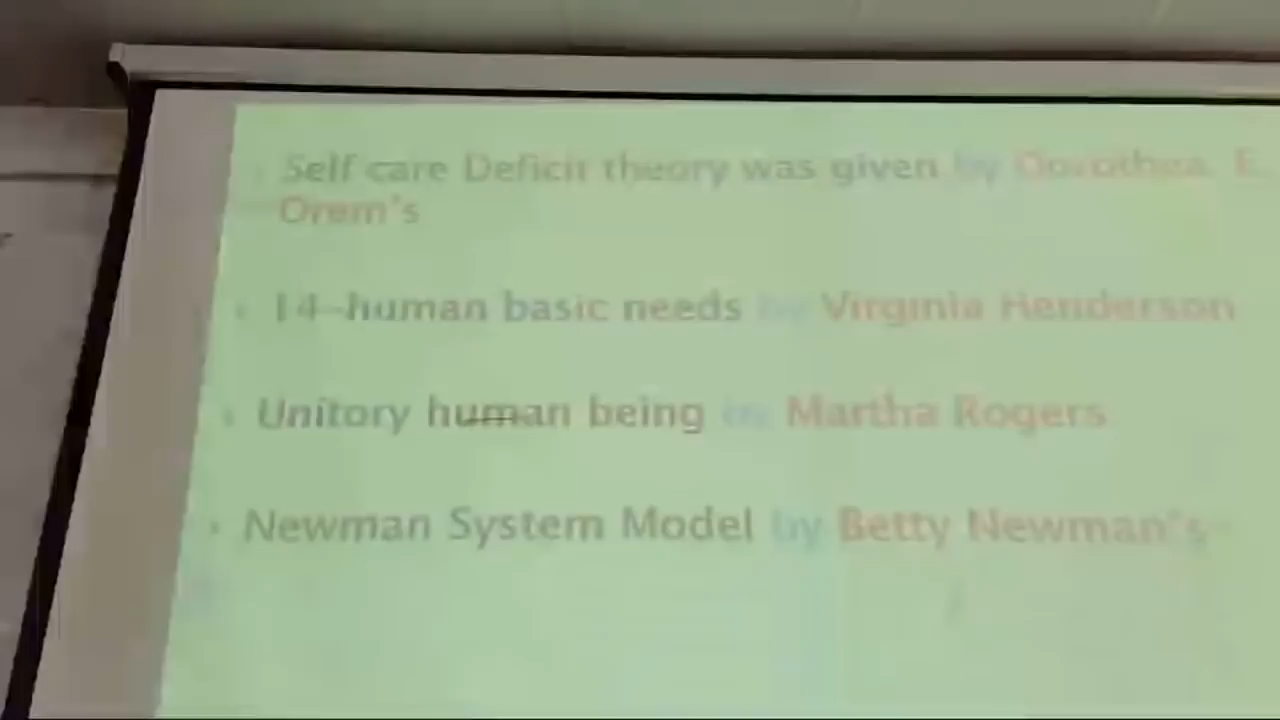 Self care Deficit theory was given by Dorothea. E.
Orem's
14-human basic needs by Virginia Henderson
Unitory human being by Martha Rogers
Newman System Model by Betty Newman's